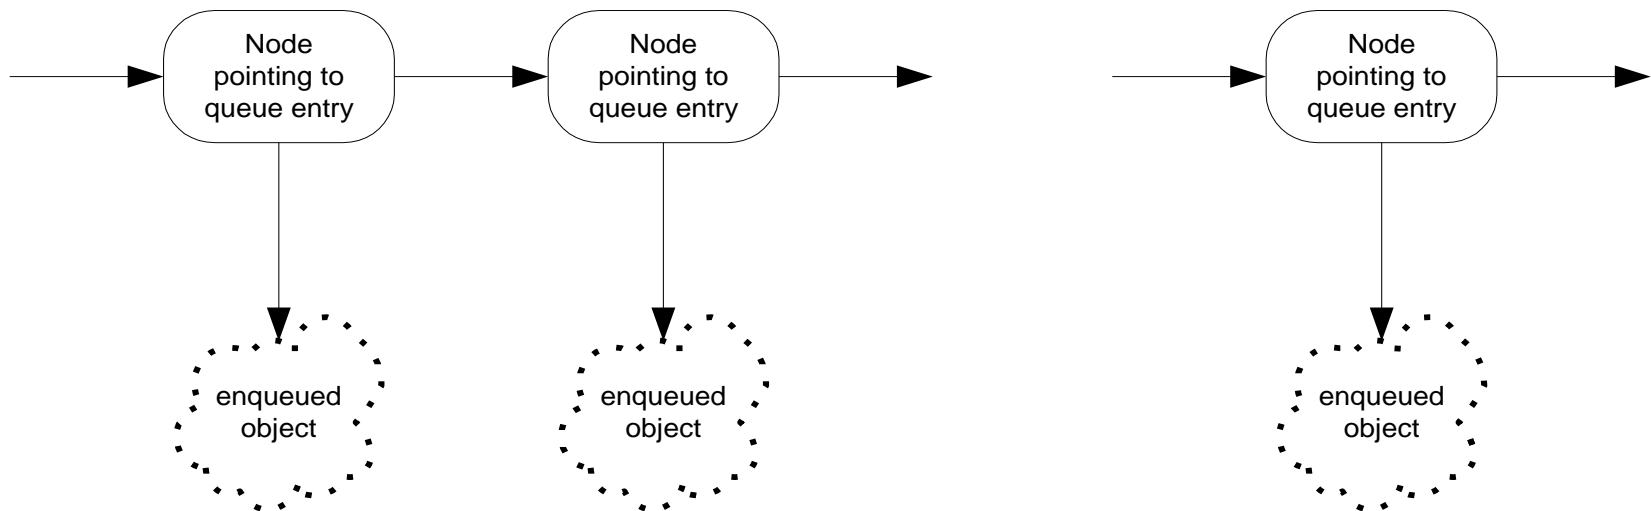 Node
pointing to
queue entry
Node
pointing to
queue entry
Node
pointing to
queue entry
enqueued
object
enqueued
object
enqueued
object